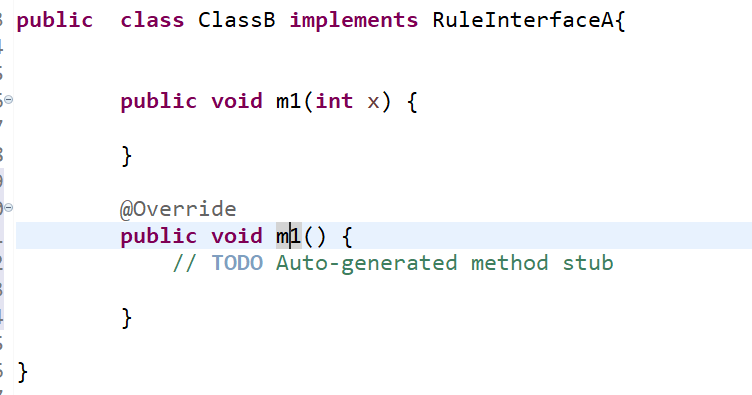 public  class ClassB implements RuleInterfaceA{
public void m1(int x) {
}
@Override
public void m1() {
// TODO Auto-generated method stub
}
}